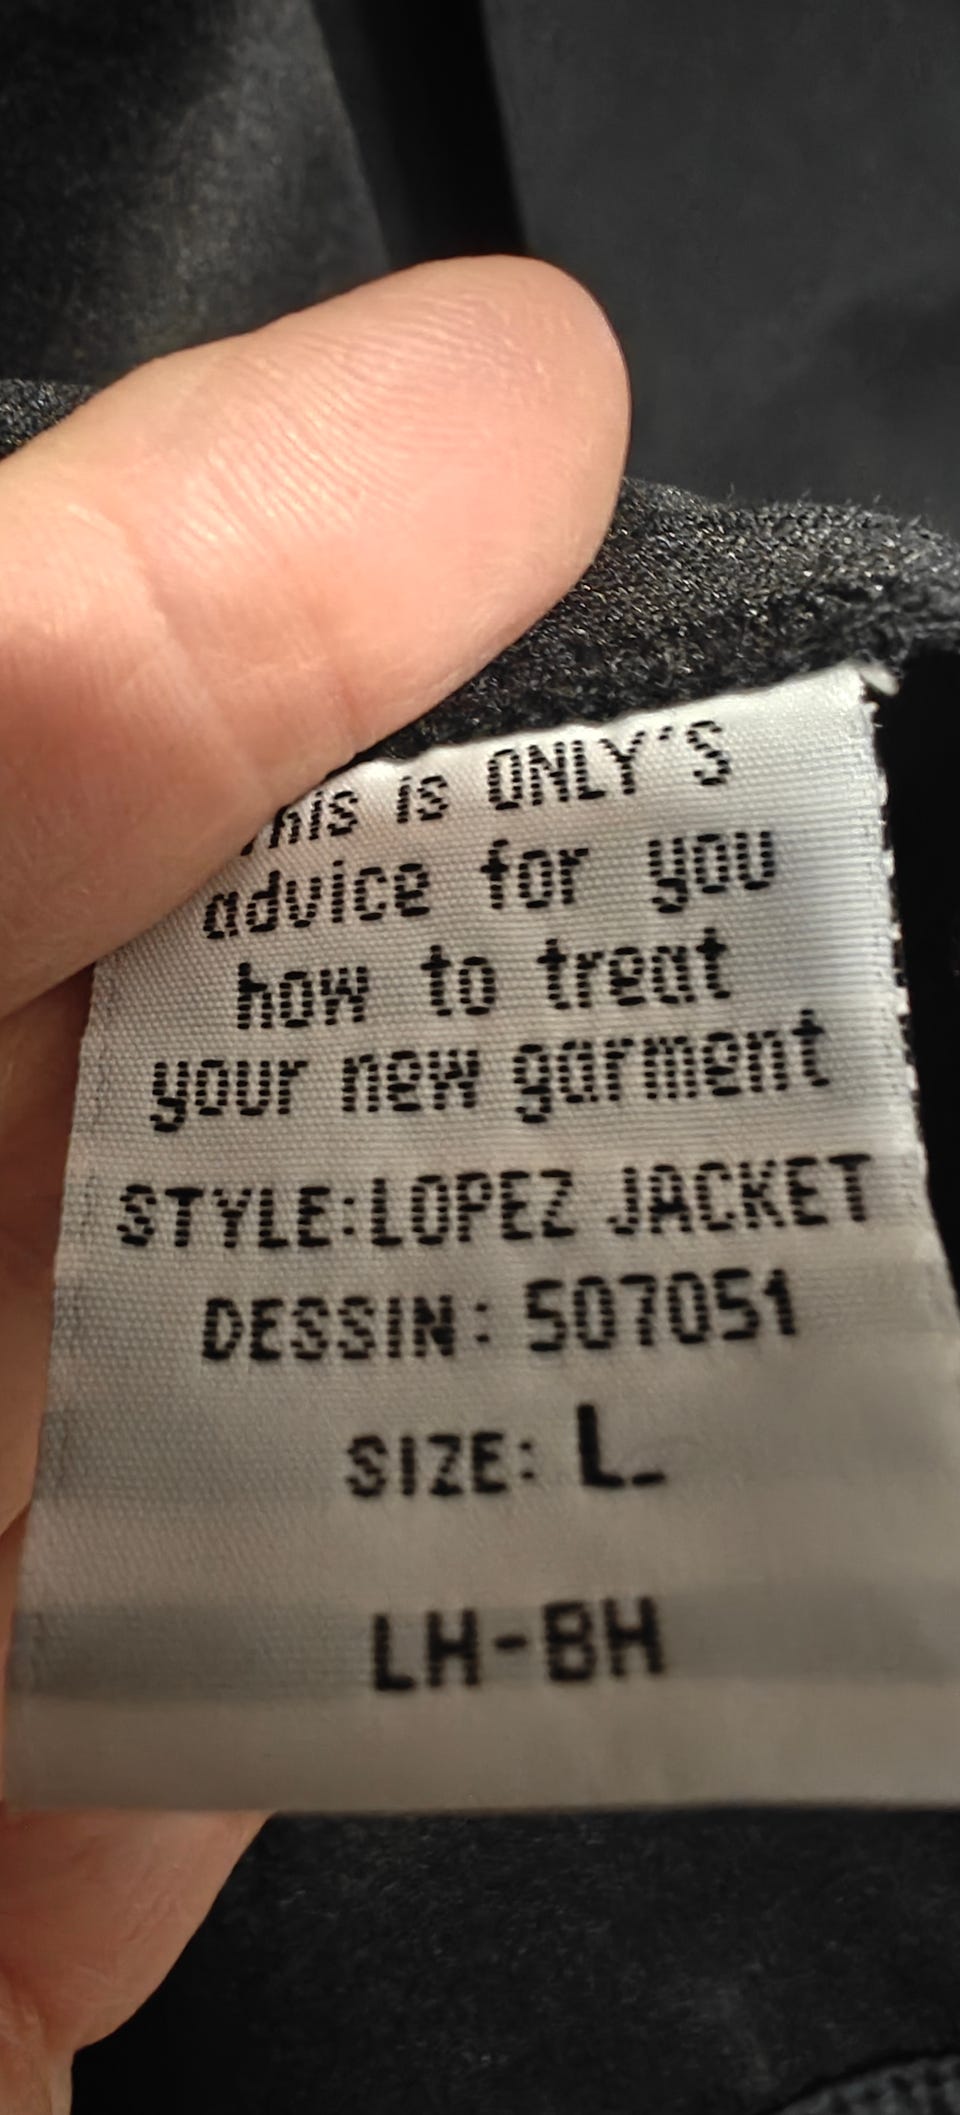 This is ONLY'S
advice for you
how to treat
your new garment
STYLE:LOPEZ JACKET
DESSIN: 507051
SIZE: L
LH-BH